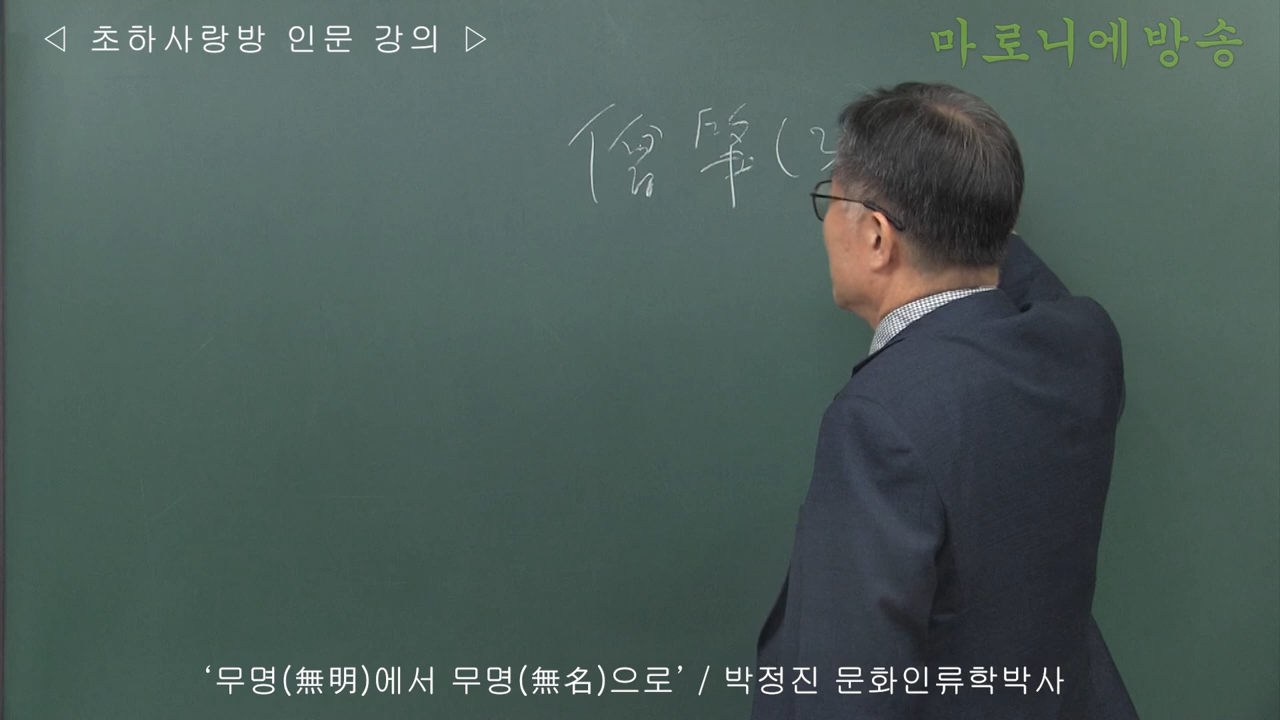 ◁ 초하사랑방 인문 강의 ▷
마로니에방송
僧肇(3
'무명(無明)에서 무명(無名)으로' / 박정진 문화인류학박사